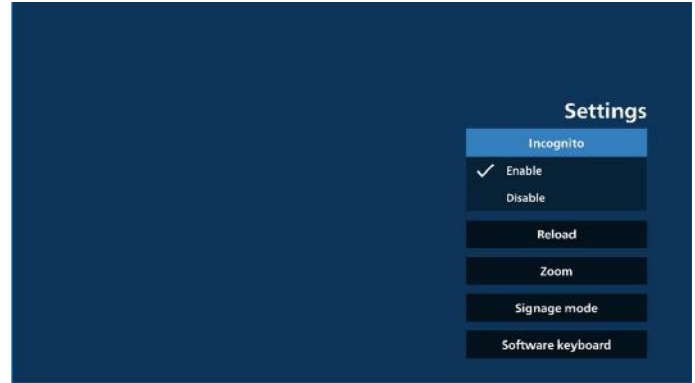 Settings
Incognito
Enable
Disable
Reload
Zoom
Signage mode
Software keyboard